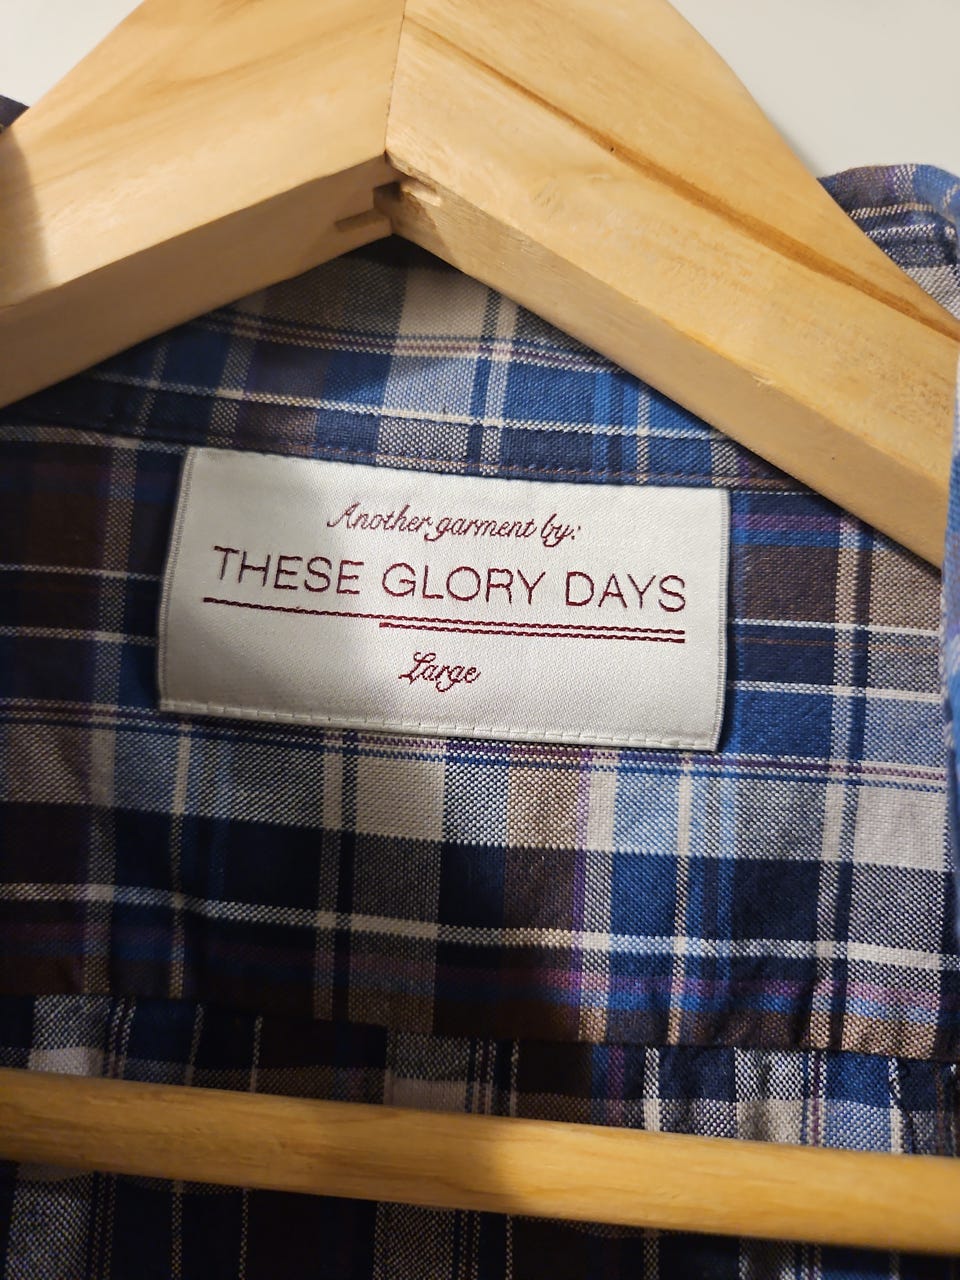 Another garment by:
THESE GLORY DAYS
Large